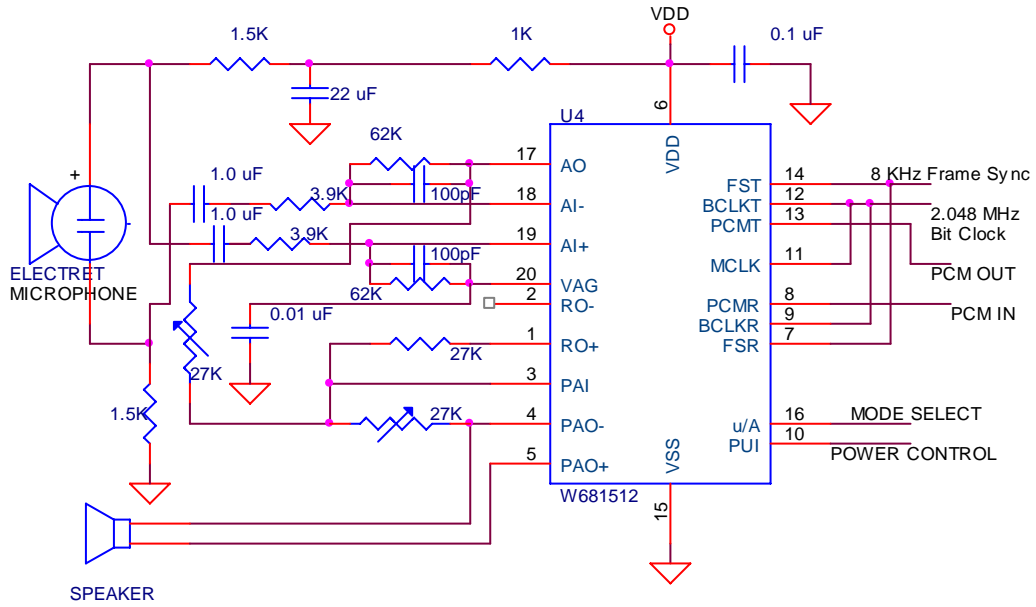 VDD
1.5K
1K
0.1 uF
22 uF
6
U4
62K
VDD
17
AO
1.0 uF
100pF
14
FST
8 KHz Frame Sync
+
3.9K
18
AI-
12
BCLKT
1.0 uF
13
PCMT
2.048 MHz
Bit Clock
3.9K
19
AI+
100pF
11
MCLK
PCM OUT
ELECTRET
MICROPHONE
-
62K
20
VAG
2
RO-
8
PCMR
PCM IN
0.01 uF
9
BCLKR
1
RO+
7
FSR
27K
27K
3
PAI
1.5K
27K
4
PAO-
16
u/A
MODE SELECT
10
PUI
POWER CONTROL
5
PAO+
VSS
W681512
15
SPEAKER